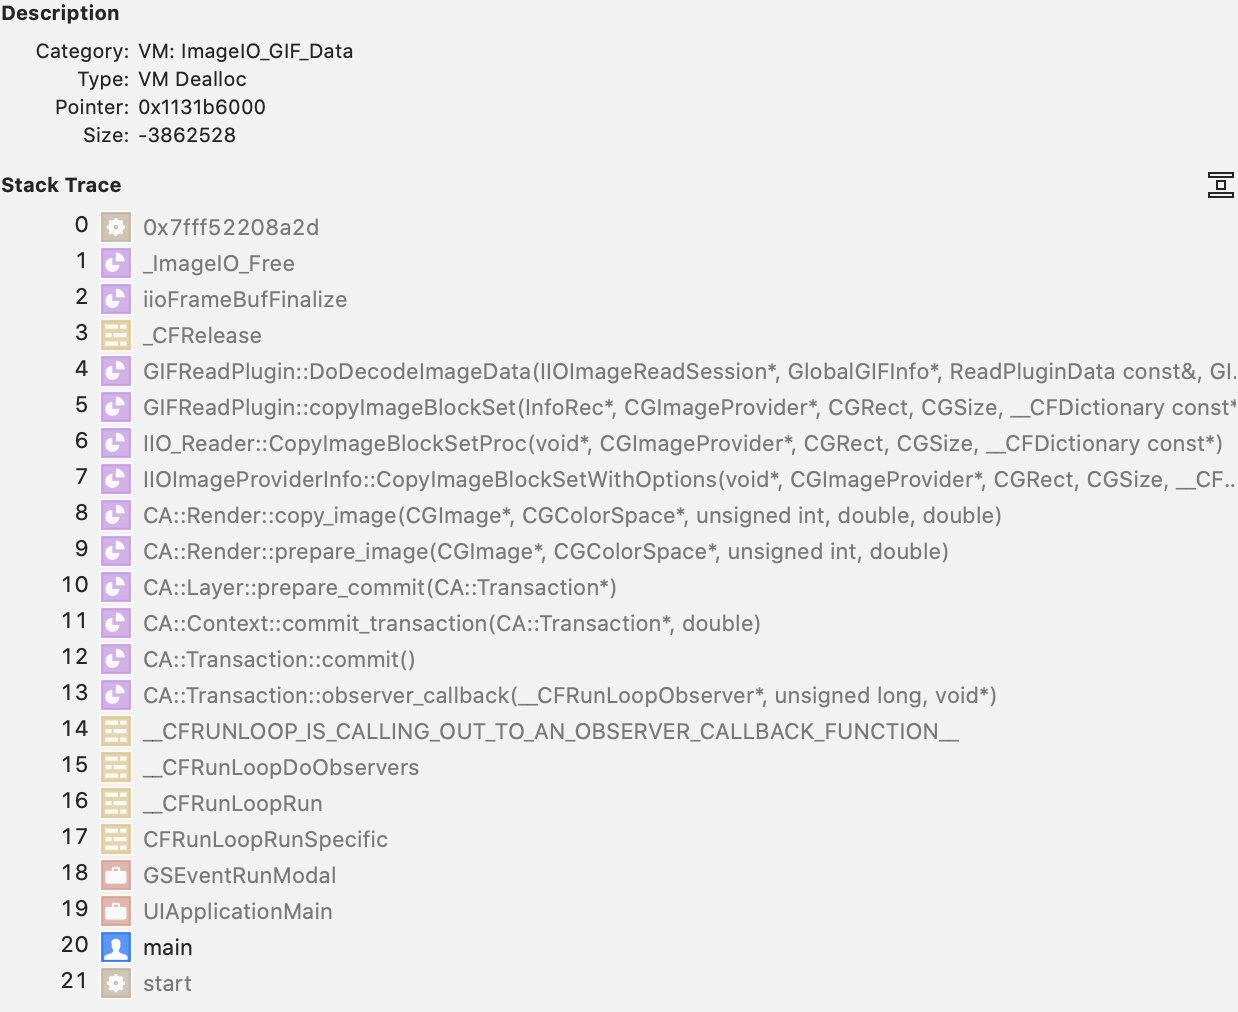 Description
Category: VM: ImageIO_GIF_Data
Type: VM Dealloc
Pointer: 0x1131b6000
Size: -3862528
Stack Trace
0 0x7fff52208a2d
1 _ImageIO_Free
2 iioFrameBufFinalize
3 _CFRelease
4 GIFReadPlugin::DoDecodeImageData(IIOImageReadSession*, GlobalGIFInfo*, ReadPluginData const&, GI...
5 GIFReadPlugin::copyImageBlockSet(InfoRec*, CGImageProvider*, CGRect, CGSize, __CFDictionary const*
6 IIO_Reader::CopyImageBlockSetProc(void*, CGImageProvider*, CGRect, CGSize, __CFDictionary const*)
7 IIOImageProviderInfo::CopyImageBlockSetWithOptions(void*, CGImageProvider*, CGRect, CGSize, __CF...
8 CA::Render::copy_image(CGImage*, CGColorSpace*, unsigned int, double, double)
9 CA::Render::prepare_image(CGImage*, CGColorSpace*, unsigned int, double)
10 CA::Layer::prepare_commit(CA::Transaction*)
11 CA::Context::commit_transaction(CA::Transaction*, double)
12 CA::Transaction::commit()
13 CA::Transaction::observer_callback(__CFRunLoopObserver*, unsigned long, void*)
14 __CFRUNLOOP_IS_CALLING_OUT_TO_AN_OBSERVER_CALLBACK_FUNCTION__
15 __CFRunLoopDoObservers
16 __CFRunLoopRun
17 CFRunLoopRunSpecific
18 GSEventRunModal
19 UIApplicationMain
20 main
21 start